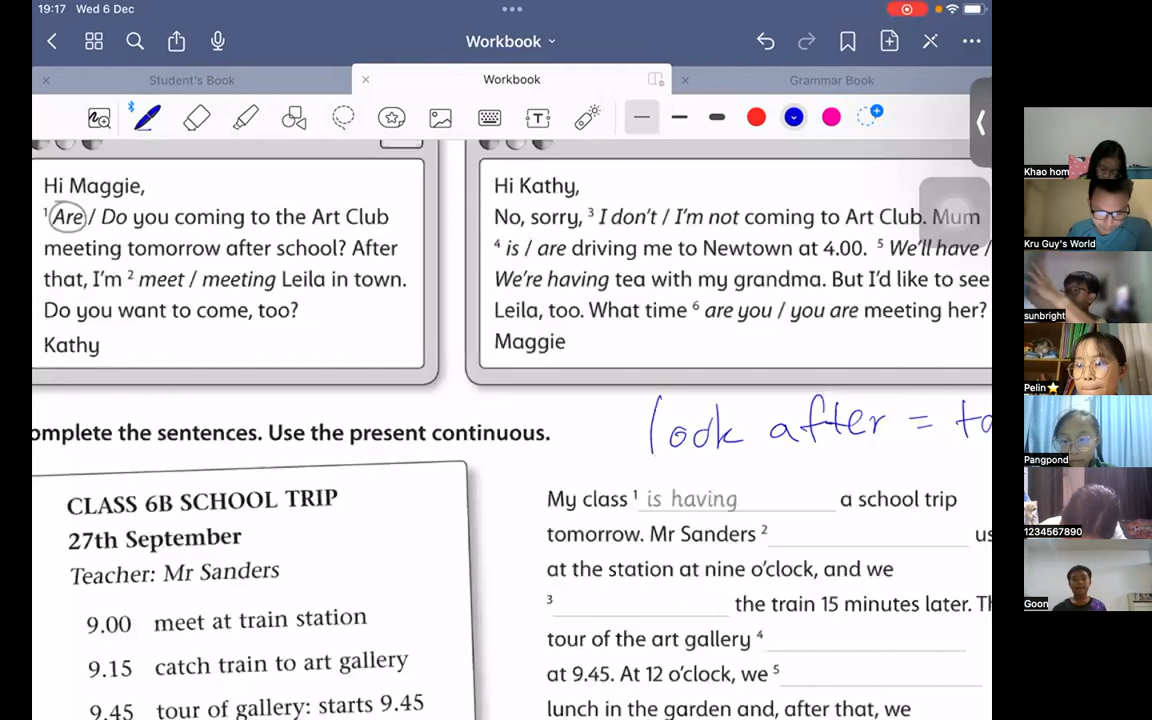 19:17 Wed 6 Dec
Workbook
Student's Book
Workbook
Grammar Book
Hi Maggie,
1 Are / Do you coming to the Art Club
meeting tomorrow after school? After
that, I'm 2 meet / meeting Leila in town.
Do you want to come, too?
Kathy
Hi Kathy,
No, sorry, 3 I don't / I'm not coming to Art Club. Mum
4 is / are driving me to Newtown at 4.00. 5 We'll have /
We're having tea with my grandma. But I'd like to see
Leila, too. What time 6 are you / you are meeting her?
Maggie
omplete the sentences. Use the present continuous.
look after =
CLASS 6B SCHOOL TRIP
27th September
Teacher: Mr Sanders
9.00 meet at train station
9.15 catch train to art gallery
9.45 tour of gallery: starts 9.45
My class 1 is having a school trip
tomorrow. Mr Sanders 2 us
at the station at nine o'clock, and we
3 the train 15 minutes later. Th
tour of the art gallery 4
at 9.45. At 12 o'clock, we 5
lunch in the garden and, after that, we
Khao hom
Kru Guy's World
sunbright
Pelin⭐
Pangpond
1234567890
Goon